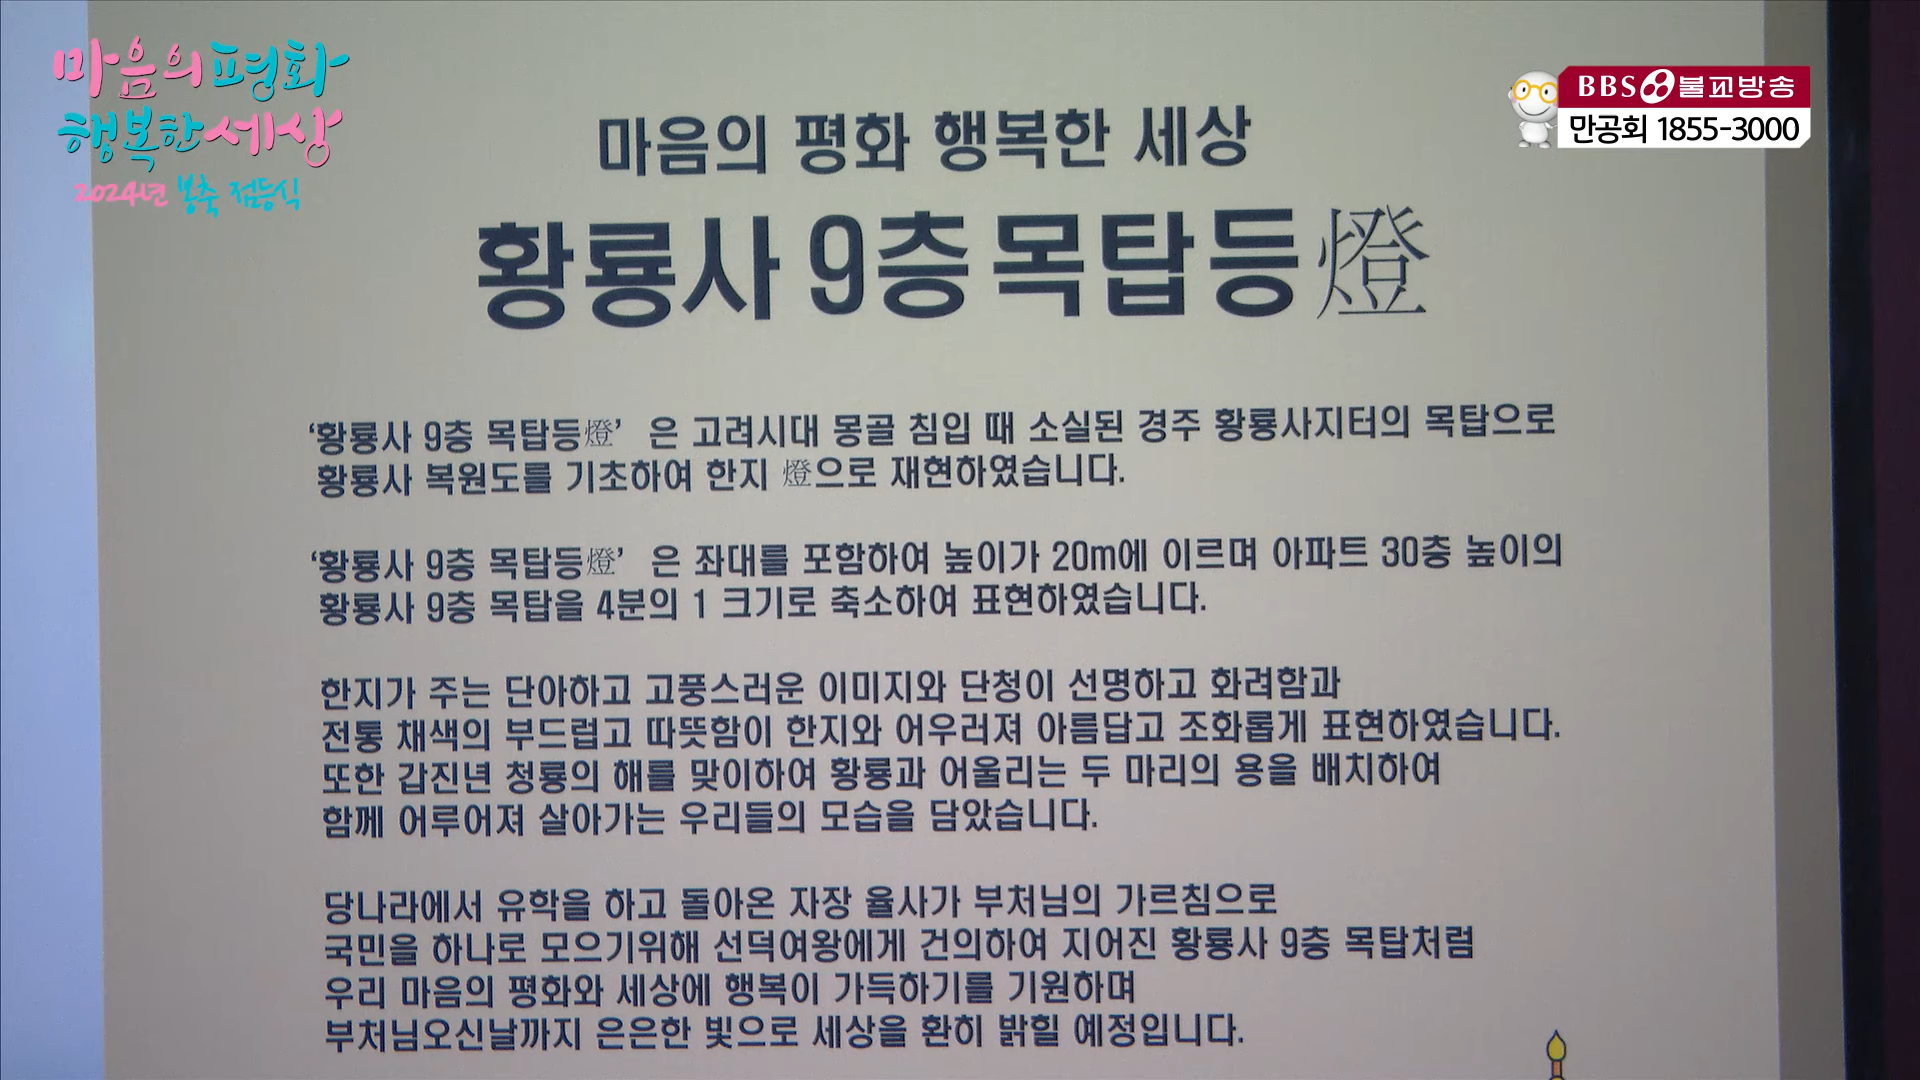 마음의 평화
행복한 세상
2024년 봉축 점등식
BBS 불교방송
만공회 1855-3000
마음의 평화 행복한 세상
황룡사 9층 목탑등燈
‘황룡사 9층 목탑등燈’ 은 고려시대 몽골 침입 때 소실된 경주 황룡사지터의 목탑으로
황룡사 복원도를 기초하여 한지 燈으로 재현하였습니다.
‘황룡사 9층 목탑등燈’ 은 좌대를 포함하여 높이가 20m에 이르며 아파트 30층 높이의
황룡사 9층 목탑을 4분의 1 크기로 축소하여 표현하였습니다.
한지가 주는 단아하고 고풍스러운 이미지와 단청이 선명하고 화려함과
전통 채색의 부드럽고 따뜻함이 한지와 어우러져 아름답고 조화롭게 표현하였습니다.
또한 갑진년 청룡의 해를 맞이하여 황룡과 어울리는 두 마리의 용을 배치하여
함께 어루어져 살아가는 우리들의 모습을 담았습니다.
당나라에서 유학을 하고 돌아온 자장 율사가 부처님의 가르침으로
국민을 하나로 모으기위해 선덕여왕에게 건의하여 지어진 황룡사 9층 목탑처럼
우리 마음의 평화와 세상에 행복이 가득하기를 기원하며
부처님오신날까지 은은한 빛으로 세상을 환히 밝힐 예정입니다.